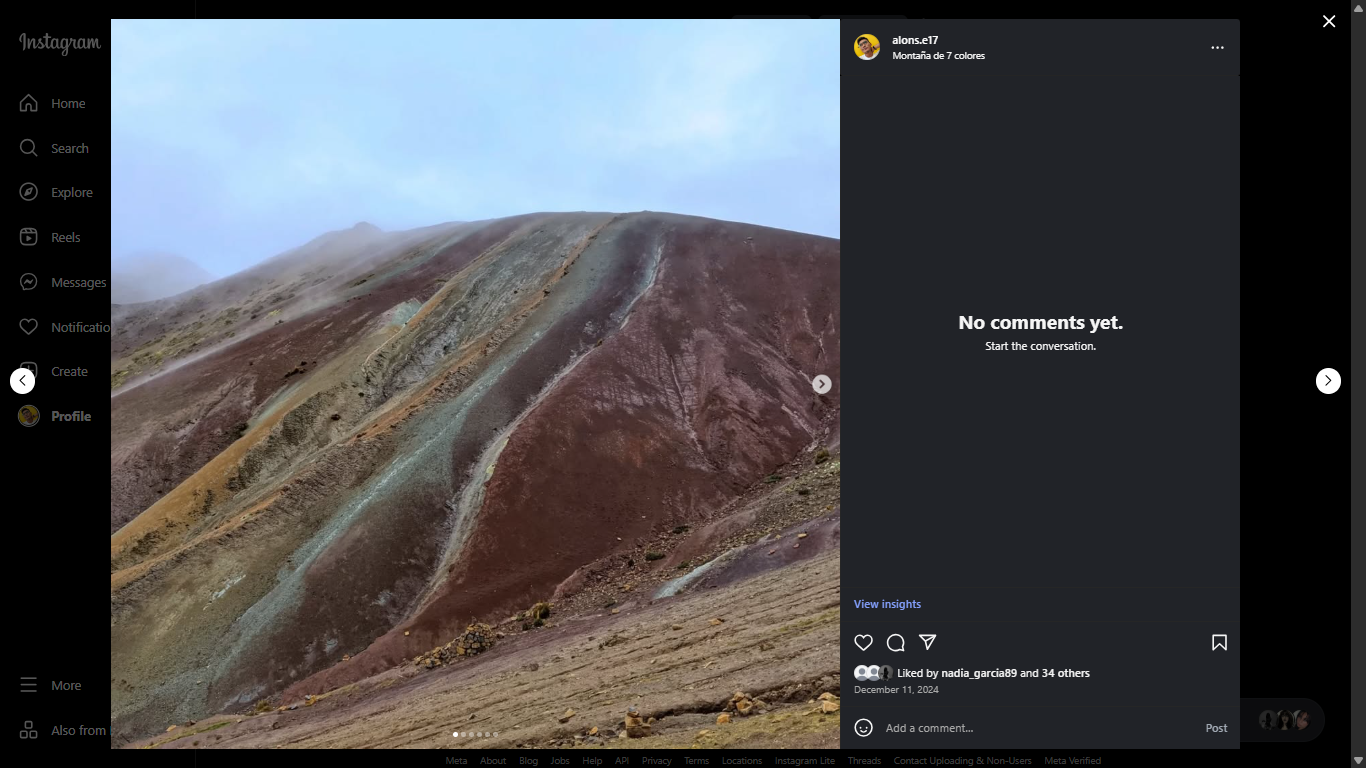 Instagram
Home
Search
Explore
Reels
Messages
Notificatio
Create
Profile
More
Also from
alons.e17
Montaña de 7 colores
No comments yet.
Start the conversation.
View insights
Liked by nadia_garcia89 and 34 others
December 11, 2024
Add a comment...
Post
Meta About Blog Jobs Help API Privacy Terms Locations Instagram Lite Threads Contact Uploading & Non-Users Meta Verified